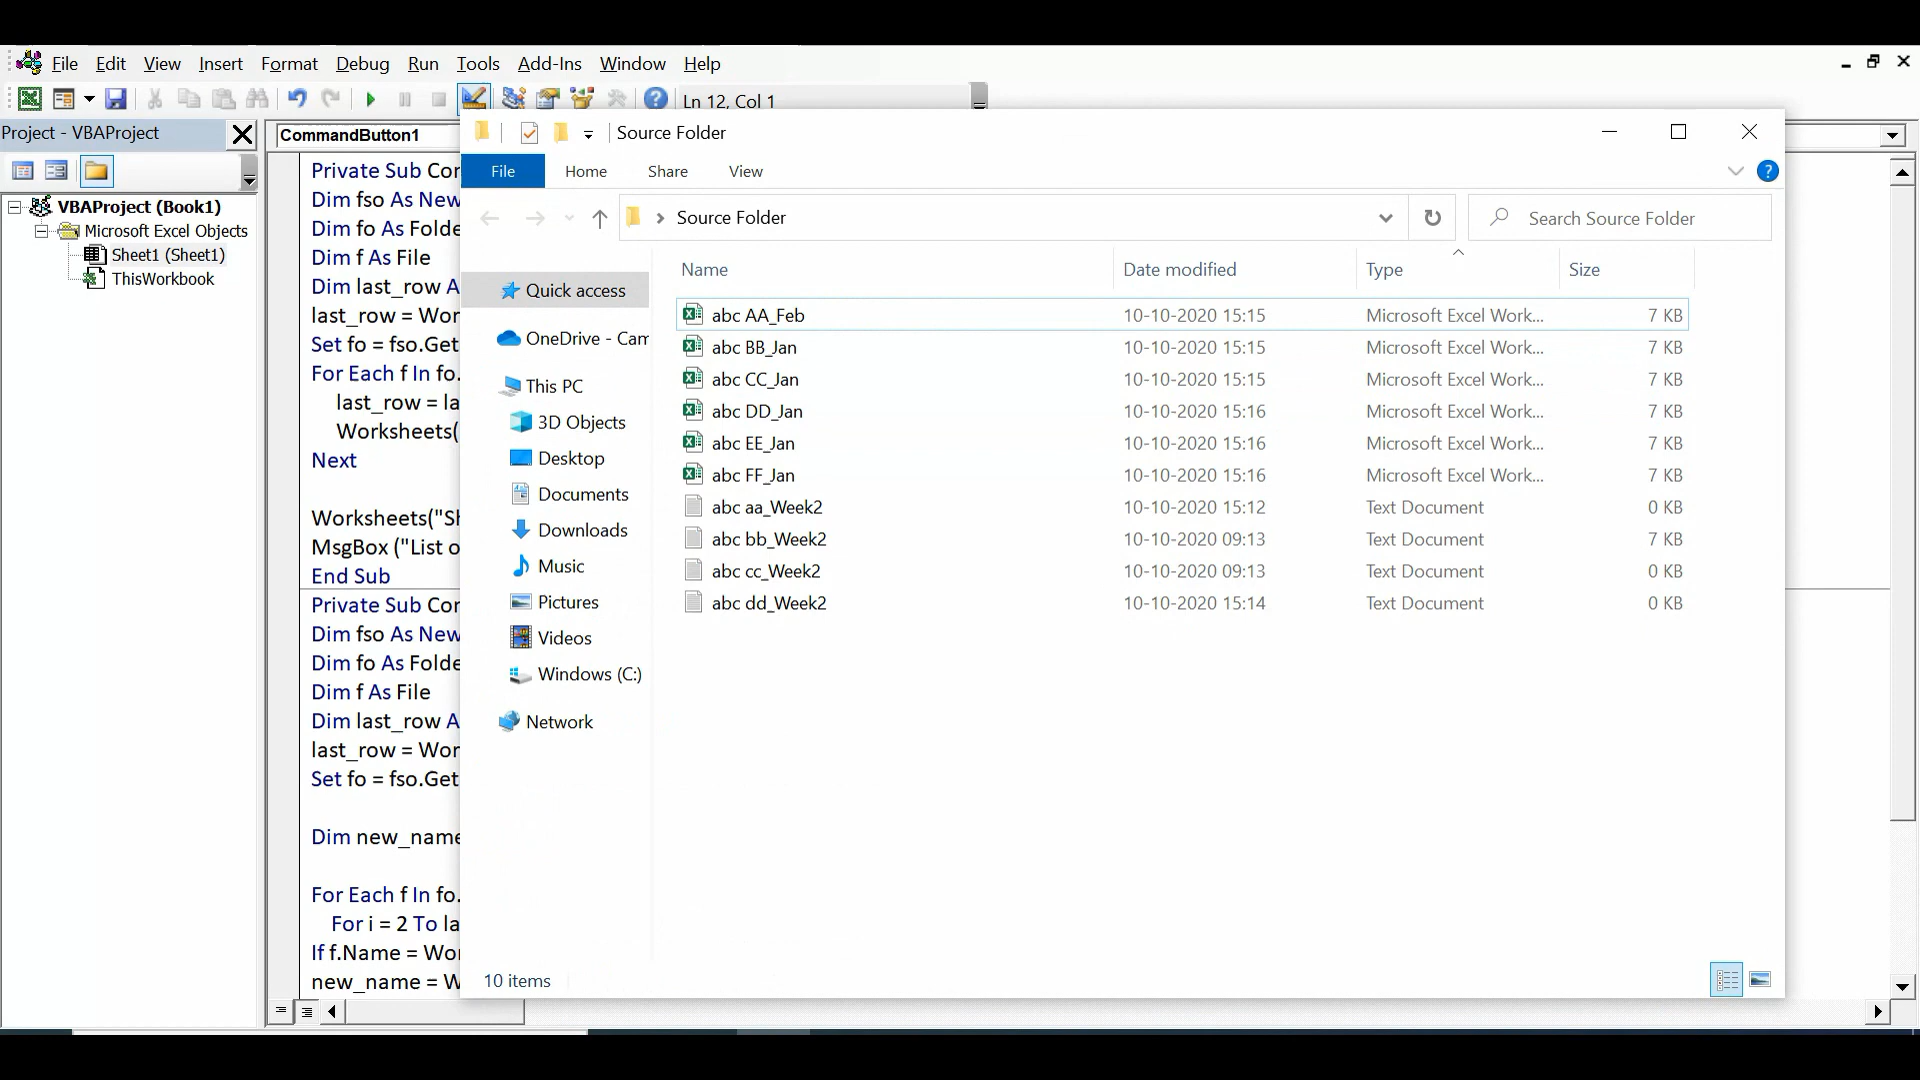 File Edit View Insert Format Debug Run Tools Add-Ins Window Help
Ln 12, Col 1
Project - VBAProject
VBAProject (Book1)
Microsoft Excel Objects
Sheet1 (Sheet1)
ThisWorkbook
CommandButton1
Private Sub Cor
Dim fso As New
Dim fo As Folde
Dim f As File
Dim last_row A
last_row = Wor
Set fo = fso.Get
For Each f In fo.
last_row = la
Worksheets(
Next
Worksheets("Sh
MsgBox ("List o
End Sub
Private Sub Cor
Dim fso As New
Dim fo As Folde
Dim f As File
Dim last_row A
last_row = Wor
Set fo = fso.Get
Dim new_name
For Each f In fo.
For i = 2 To la
If f.Name = Wor
new_name = W
Source Folder
File Home Share View
Source Folder
Search Source Folder
Quick access
OneDrive - Cam
This PC
3D Objects
Desktop
Documents
Downloads
Music
Pictures
Videos
Windows (C:)
Network
Name Date modified Type Size
abc AA_Feb 10-10-2020 15:15 Microsoft Excel Work... 7 KB
abc BB_Jan 10-10-2020 15:15 Microsoft Excel Work... 7 KB
abc CC_Jan 10-10-2020 15:15 Microsoft Excel Work... 7 KB
abc DD_Jan 10-10-2020 15:16 Microsoft Excel Work... 7 KB
abc EE_Jan 10-10-2020 15:16 Microsoft Excel Work... 7 KB
abc FF_Jan 10-10-2020 15:16 Microsoft Excel Work... 7 KB
abc aa_Week2 10-10-2020 15:12 Text Document 0 KB
abc bb_Week2 10-10-2020 09:13 Text Document 7 KB
abc cc_Week2 10-10-2020 09:13 Text Document 0 KB
abc dd_Week2 10-10-2020 15:14 Text Document 0 KB
10 items